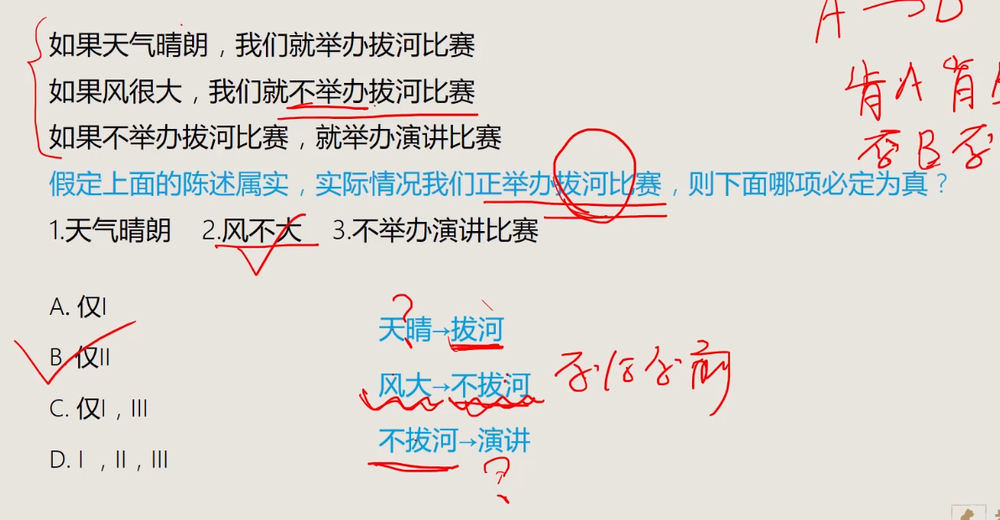 如果天气晴朗，我们就举办拔河比赛
如果风很大，我们就不举办拔河比赛
如果不举办拔河比赛，就举办演讲比赛
假定上面的陈述属实，实际情况我们正举办拔河比赛，则下面哪项必定为真？
1.天气晴朗 2.风不大 3.不举办演讲比赛
A. 仅I
B. 仅II
C. 仅I，III
D. I ，II，III
?
天晴→拔河
风大→不拔河
否后否前
不拔河→演讲
?
A → B
肯A肯
否B否